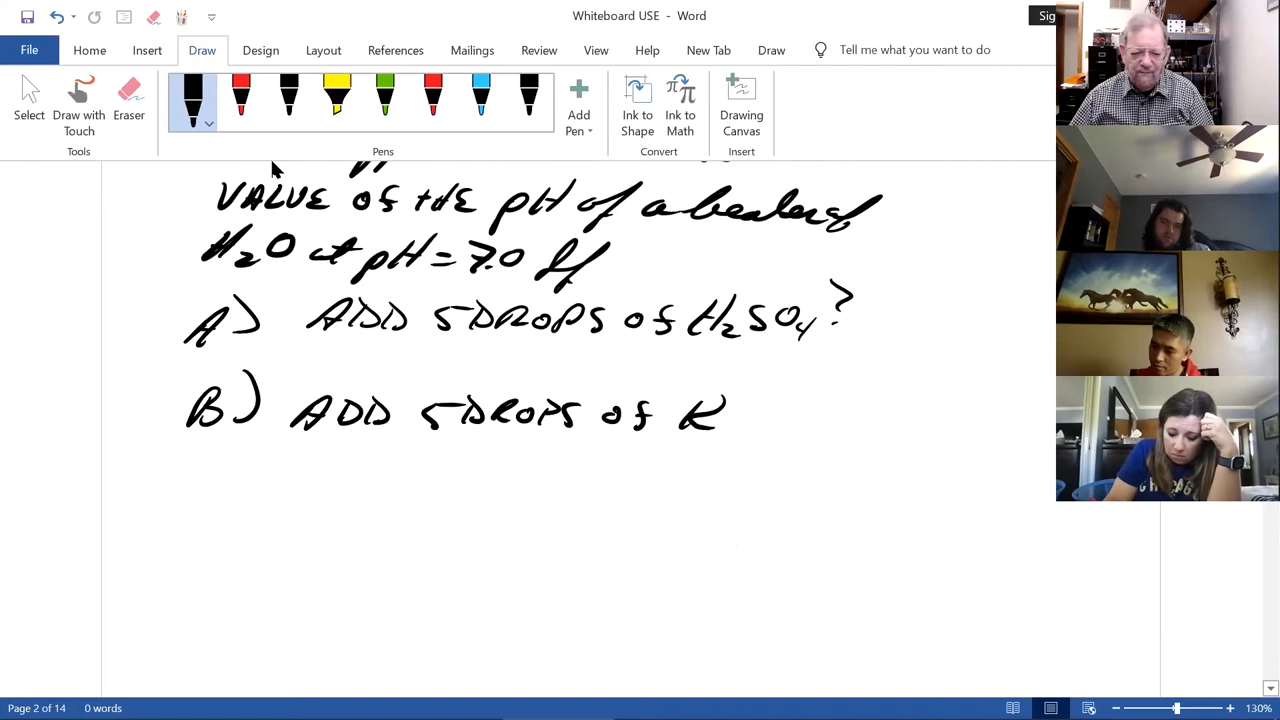 Whiteboard USE - Word
Sig
File Home Insert Draw Design Layout References Mailings Review View Help New Tab Draw Tell me what you want to do
Select Draw with Touch Eraser Add Pen Ink to Shape Ink to Math Drawing Canvas
Tools Pens Convert Insert
VALUE of the pH of a beaker of
H₂O at pH = 7.0 If
A) ADD 5 DROPS of H₂SO₄?
B) ADD 5 DROPS of K
CHICAGO
Page 2 of 14 0 words 130%